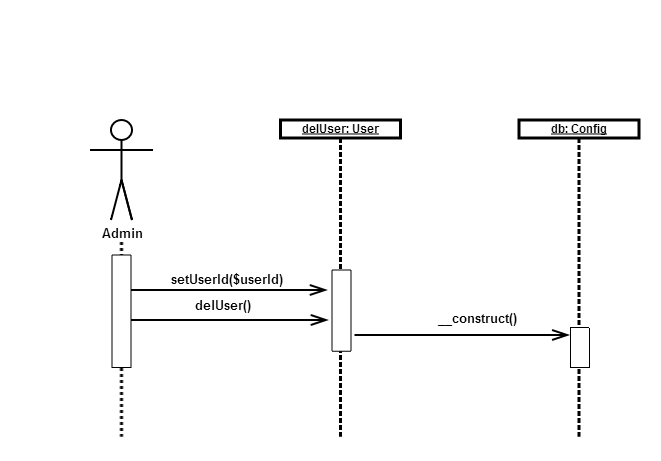 delUser: User
db: Config
Admin
setUserId($userId)
delUser()
__construct()